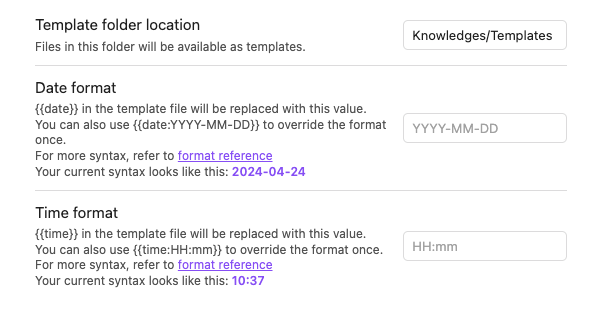 Template folder location
Files in this folder will be available as templates.
Knowledges/Templates
Date format
{{date}} in the template file will be replaced with this value.
You can also use {{date:YYYY-MM-DD}} to override the format
once.
For more syntax, refer to format reference
Your current syntax looks like this: 2024-04-24
YYYY-MM-DD
Time format
{{time}} in the template file will be replaced with this value.
You can also use {{time:HH:mm}} to override the format once.
For more syntax, refer to format reference
Your current syntax looks like this: 10:37
HH:mm